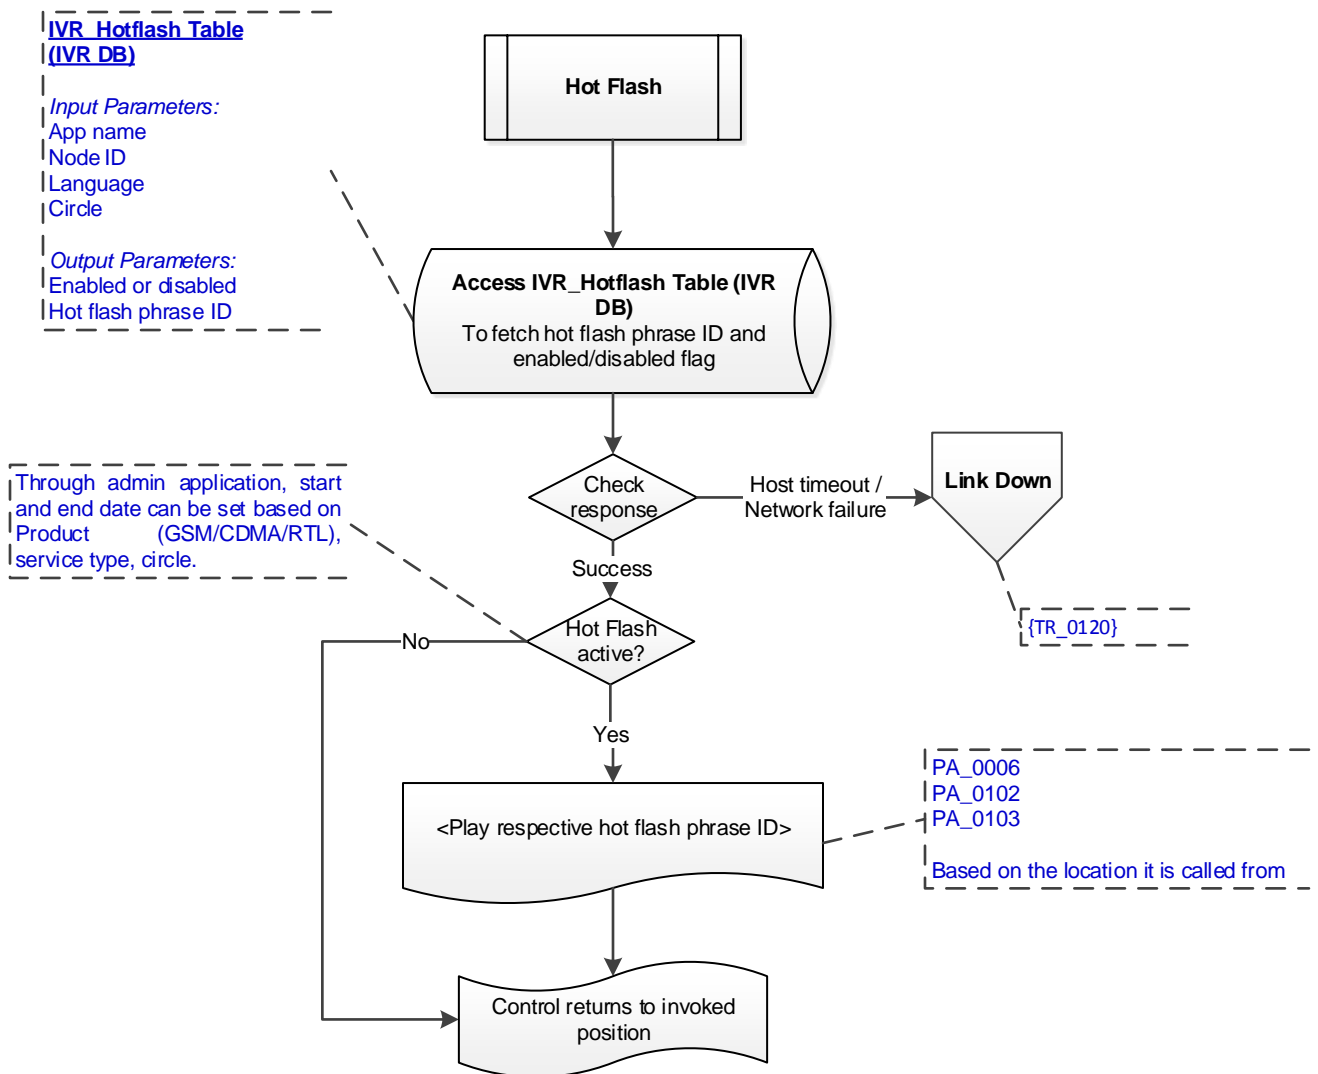 IVR_Hotflash Table
(IVR DB)
Input Parameters:
App name
Node ID
Language
Circle
Output Parameters:
Enabled or disabled
Hot flash phrase ID
Hot Flash
Access IVR_Hotflash Table (IVR
DB)
To fetch hot flash phrase ID and
enabled/disabled flag
Check
response
Host timeout /
Network failure
Link Down
{TR_0120}
Success
Through admin application, start
and end date can be set based on
Product (GSM/CDMA/RTL),
service type, circle.
Hot Flash
active?
No
Yes
<Play respective hot flash phrase ID>
PA_0006
PA_0102
PA_0103
Based on the location it is called from
Control returns to invoked
position